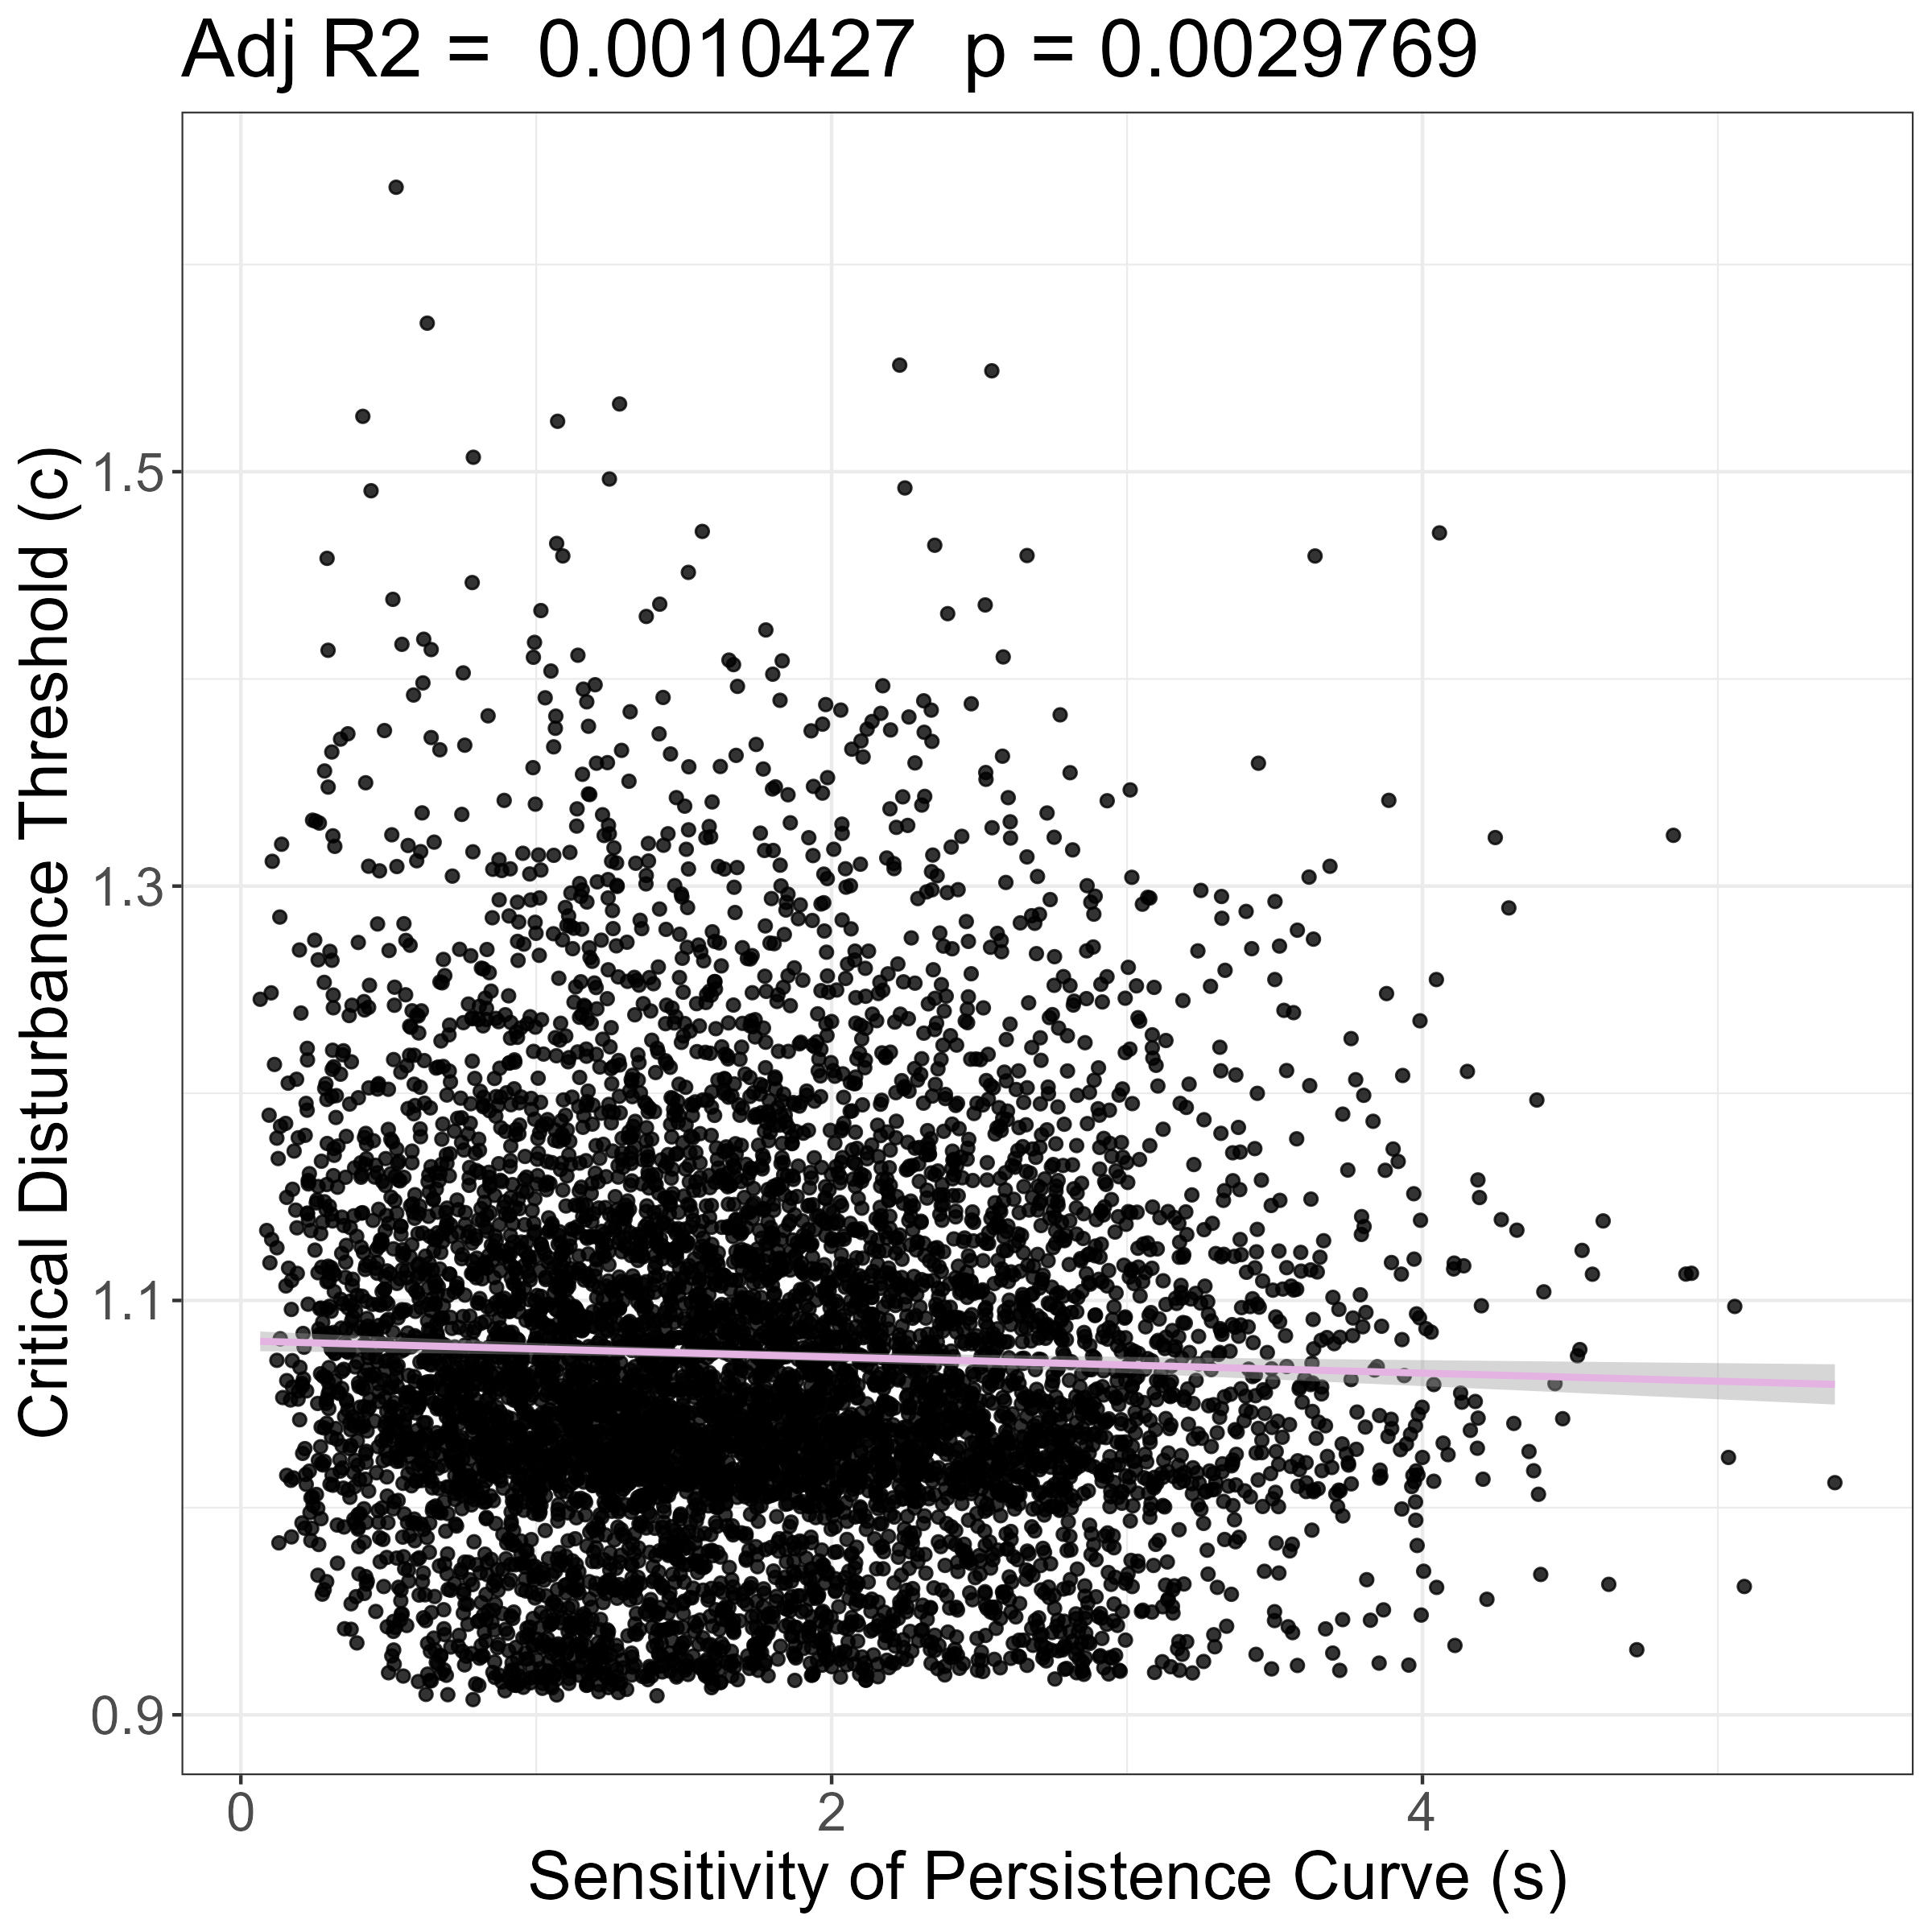 Adj R2 =  0.0010427  p = 0.0029769
Critical Disturbance Threshold (c)
1.5
1.3
1.1
0.9
0
2
4
Sensitivity of Persistence Curve (s)